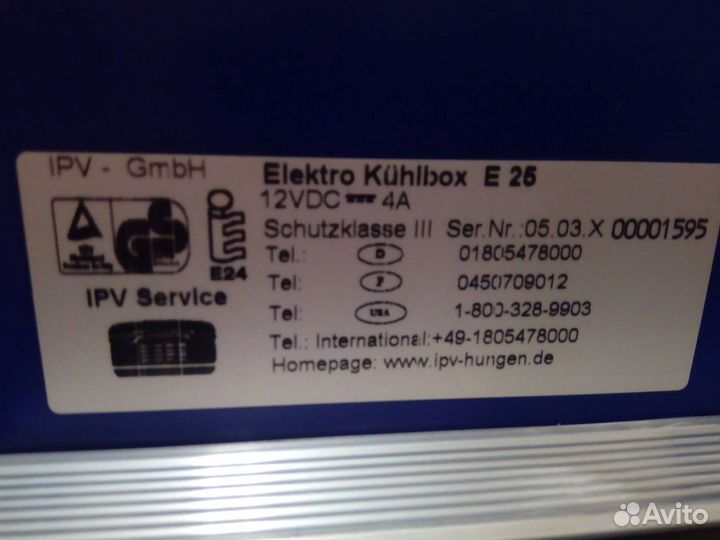 IPV - GmbH
Elektro Kühlbox E 25
12VDC 4A
Schutzklasse III Ser.Nr.:05.03.X 00001595
Tel.: D 01805478000
Tel: F 0450709012
Tel: USA 1-800-328-9903
Tel.: International:+49-1805478000
Homepage: www.ipv-hungen.de
GS
E24
IPV Service
Avito